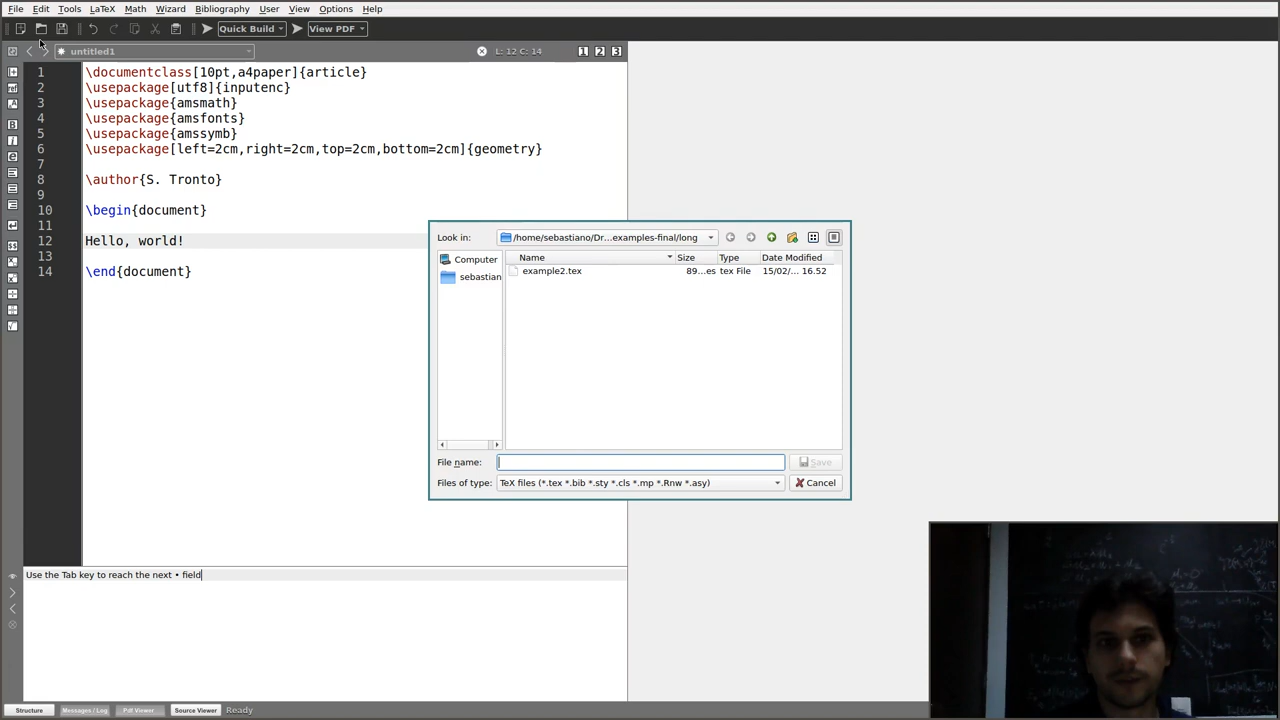 File Edit Tools LaTeX Math Wizard Bibliography User View Options Help
Quick Build View PDF
untitled1 L: 12 C: 14 1 2 3
1 \documentclass[10pt,a4paper]{article}
2 \usepackage[utf8]{inputenc}
3 \usepackage{amsmath}
4 \usepackage{amsfonts}
5 \usepackage{amssymb}
6 \usepackage[left=2cm,right=2cm,top=2cm,bottom=2cm]{geometry}
7
8 \author{S. Tronto}
9
10 \begin{document}
11
12 Hello, world!
13
14 \end{document}
Look in: /home/sebastiano/Dr...examples-final/long
Computer
sebastian
Name Size Type Date Modified
example2.tex 89...es tex File 15/02/... 16.52
File name: Save
Files of type: TeX files (*.tex *.bib *.sty *.cls *.mp *.Rnw *.asy) Cancel
Use the Tab key to reach the next • field
Structure Messages / Log Pdf Viewer Source Viewer Ready